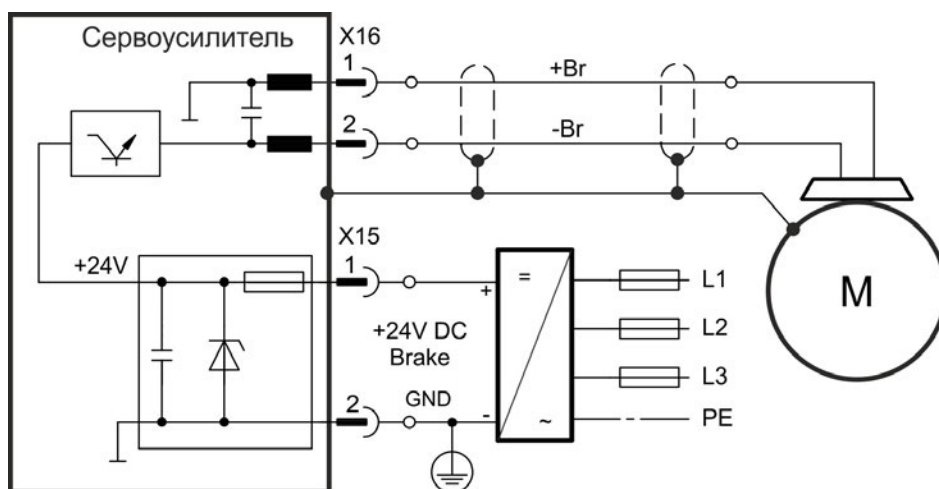 Сервоусилитель
X16
1
+Br
2
-Br
+24V
X15
1
+
=
L1
+24V DC
Brake
L2
L3
M
2
GND
-
~
PE